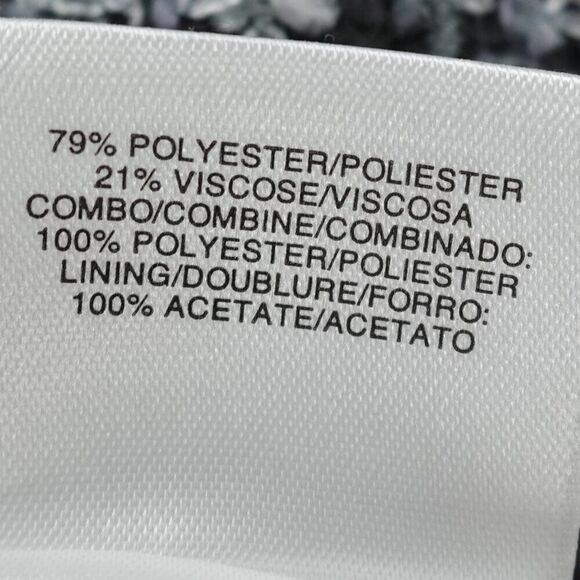 79% POLYESTER/POLIESTER
21% VISCOSE/VISCOSA
COMBO/COMBINE/COMBINADO:
100% POLYESTER/POLIESTER
LINING/DOUBLURE/FORRO:
100% ACETATE/ACETATO